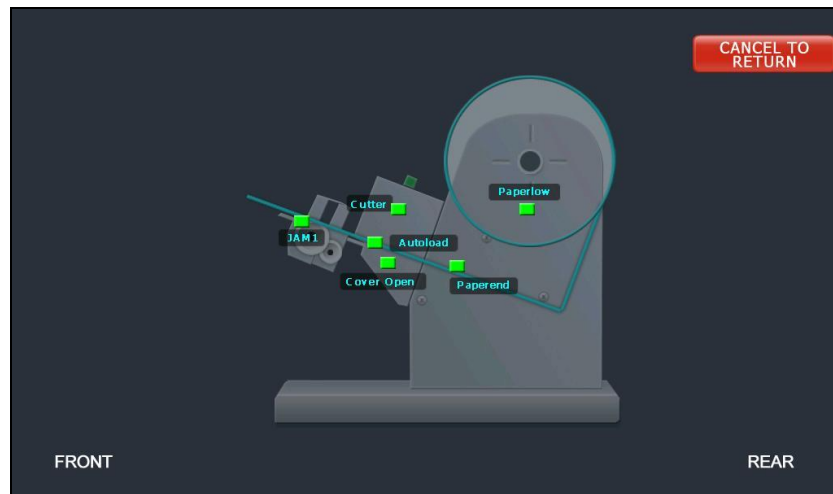 CANCEL TO
RETURN
Paperlow
Cutter
JAM1
Autoload
Cover Open
Paperend
FRONT
REAR